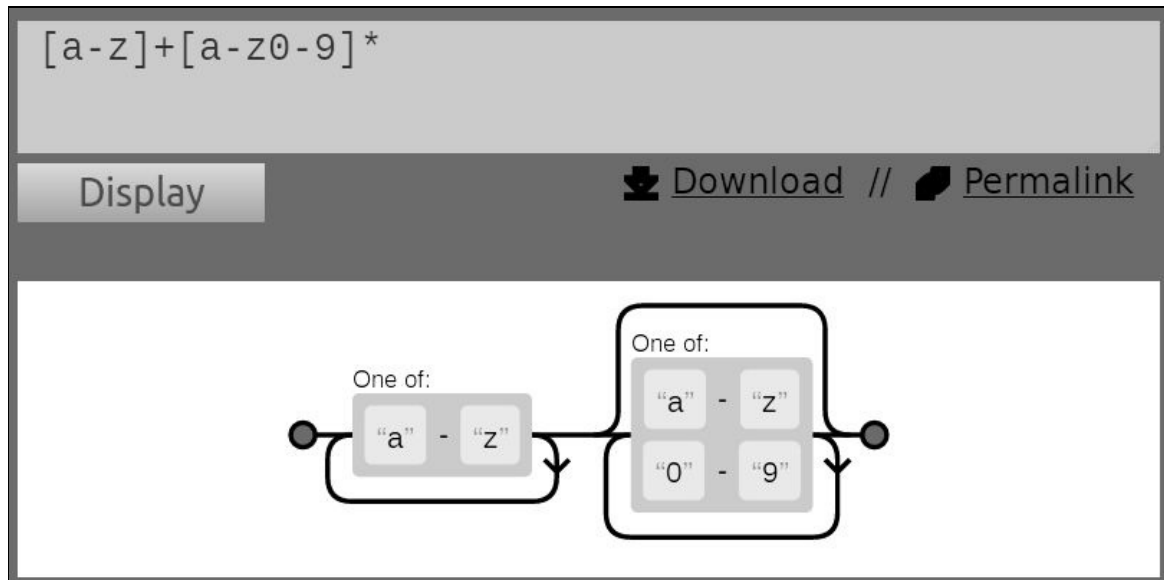 [a-z]+[a-z0-9]*
Display
Download // Permalink
One of:
“a” - “z”
One of:
“a” - “z”
“0” - “9”